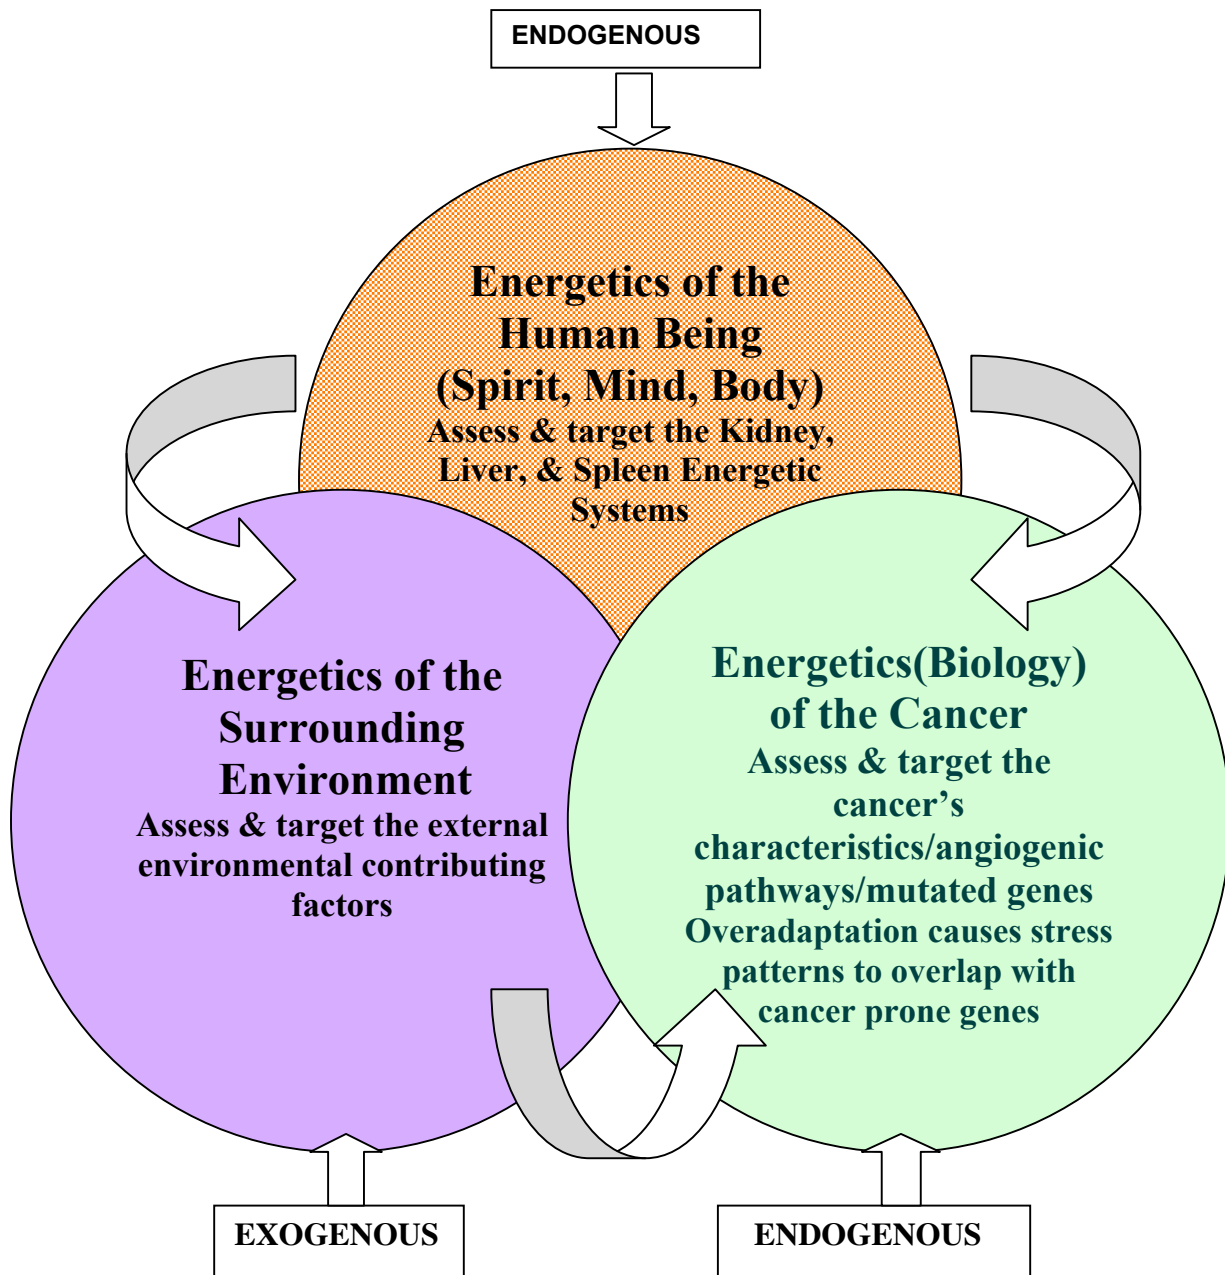 ENDOGENOUS
Energetics of the
Human Being
(Spirit, Mind, Body)
Assess & target the Kidney,
Liver, & Spleen Energetic
Systems
Energetics of the
Surrounding
Environment
Assess & target the external
environmental contributing
factors
Energetics(Biology)
of the Cancer
Assess & target the
cancer’s
characteristics/angiogenic
pathways/mutated genes
Overadaptation causes stress
patterns to overlap with
cancer prone genes
EXOGENOUS
ENDOGENOUS